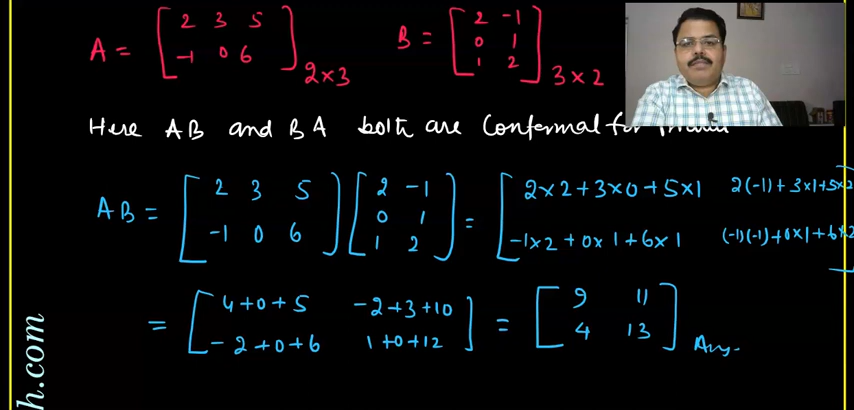 A = [ 2 3 5 ; -1 0 6 ] 2×3    B = [ 2 -1 ; 0 1 ; 1 2 ] 3×2
Here AB and BA both are Conformal for
AB = [ 2 3 5 ; -1 0 6 ] [ 2 -1 ; 0 1 ; 1 2 ] = [ 2×2+3×0+5×1  2(-1)+3×1+5×2 ; -1×2+0×1+6×1  (-1)(-1)+0×1+6×2 ]
= [ 4+0+5  -2+3+10 ; -2+0+6  1+0+12 ] = [ 9 11 ; 4 13 ] Ans.
h.com